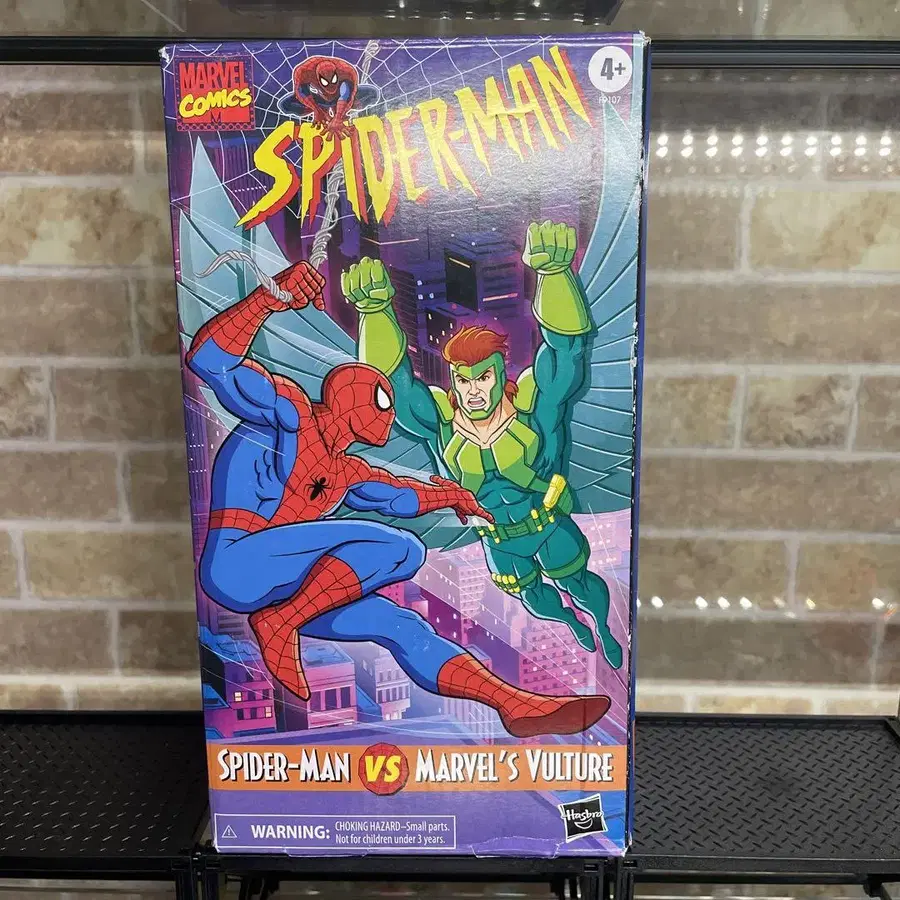 MARVEL
COMICS
SPIDER-MAN
4+
F9107
SPIDER-MAN VS MARVEL'S VULTURE
WARNING: CHOKING HAZARD–Small parts.
Not for children under 3 years.
Hasbro